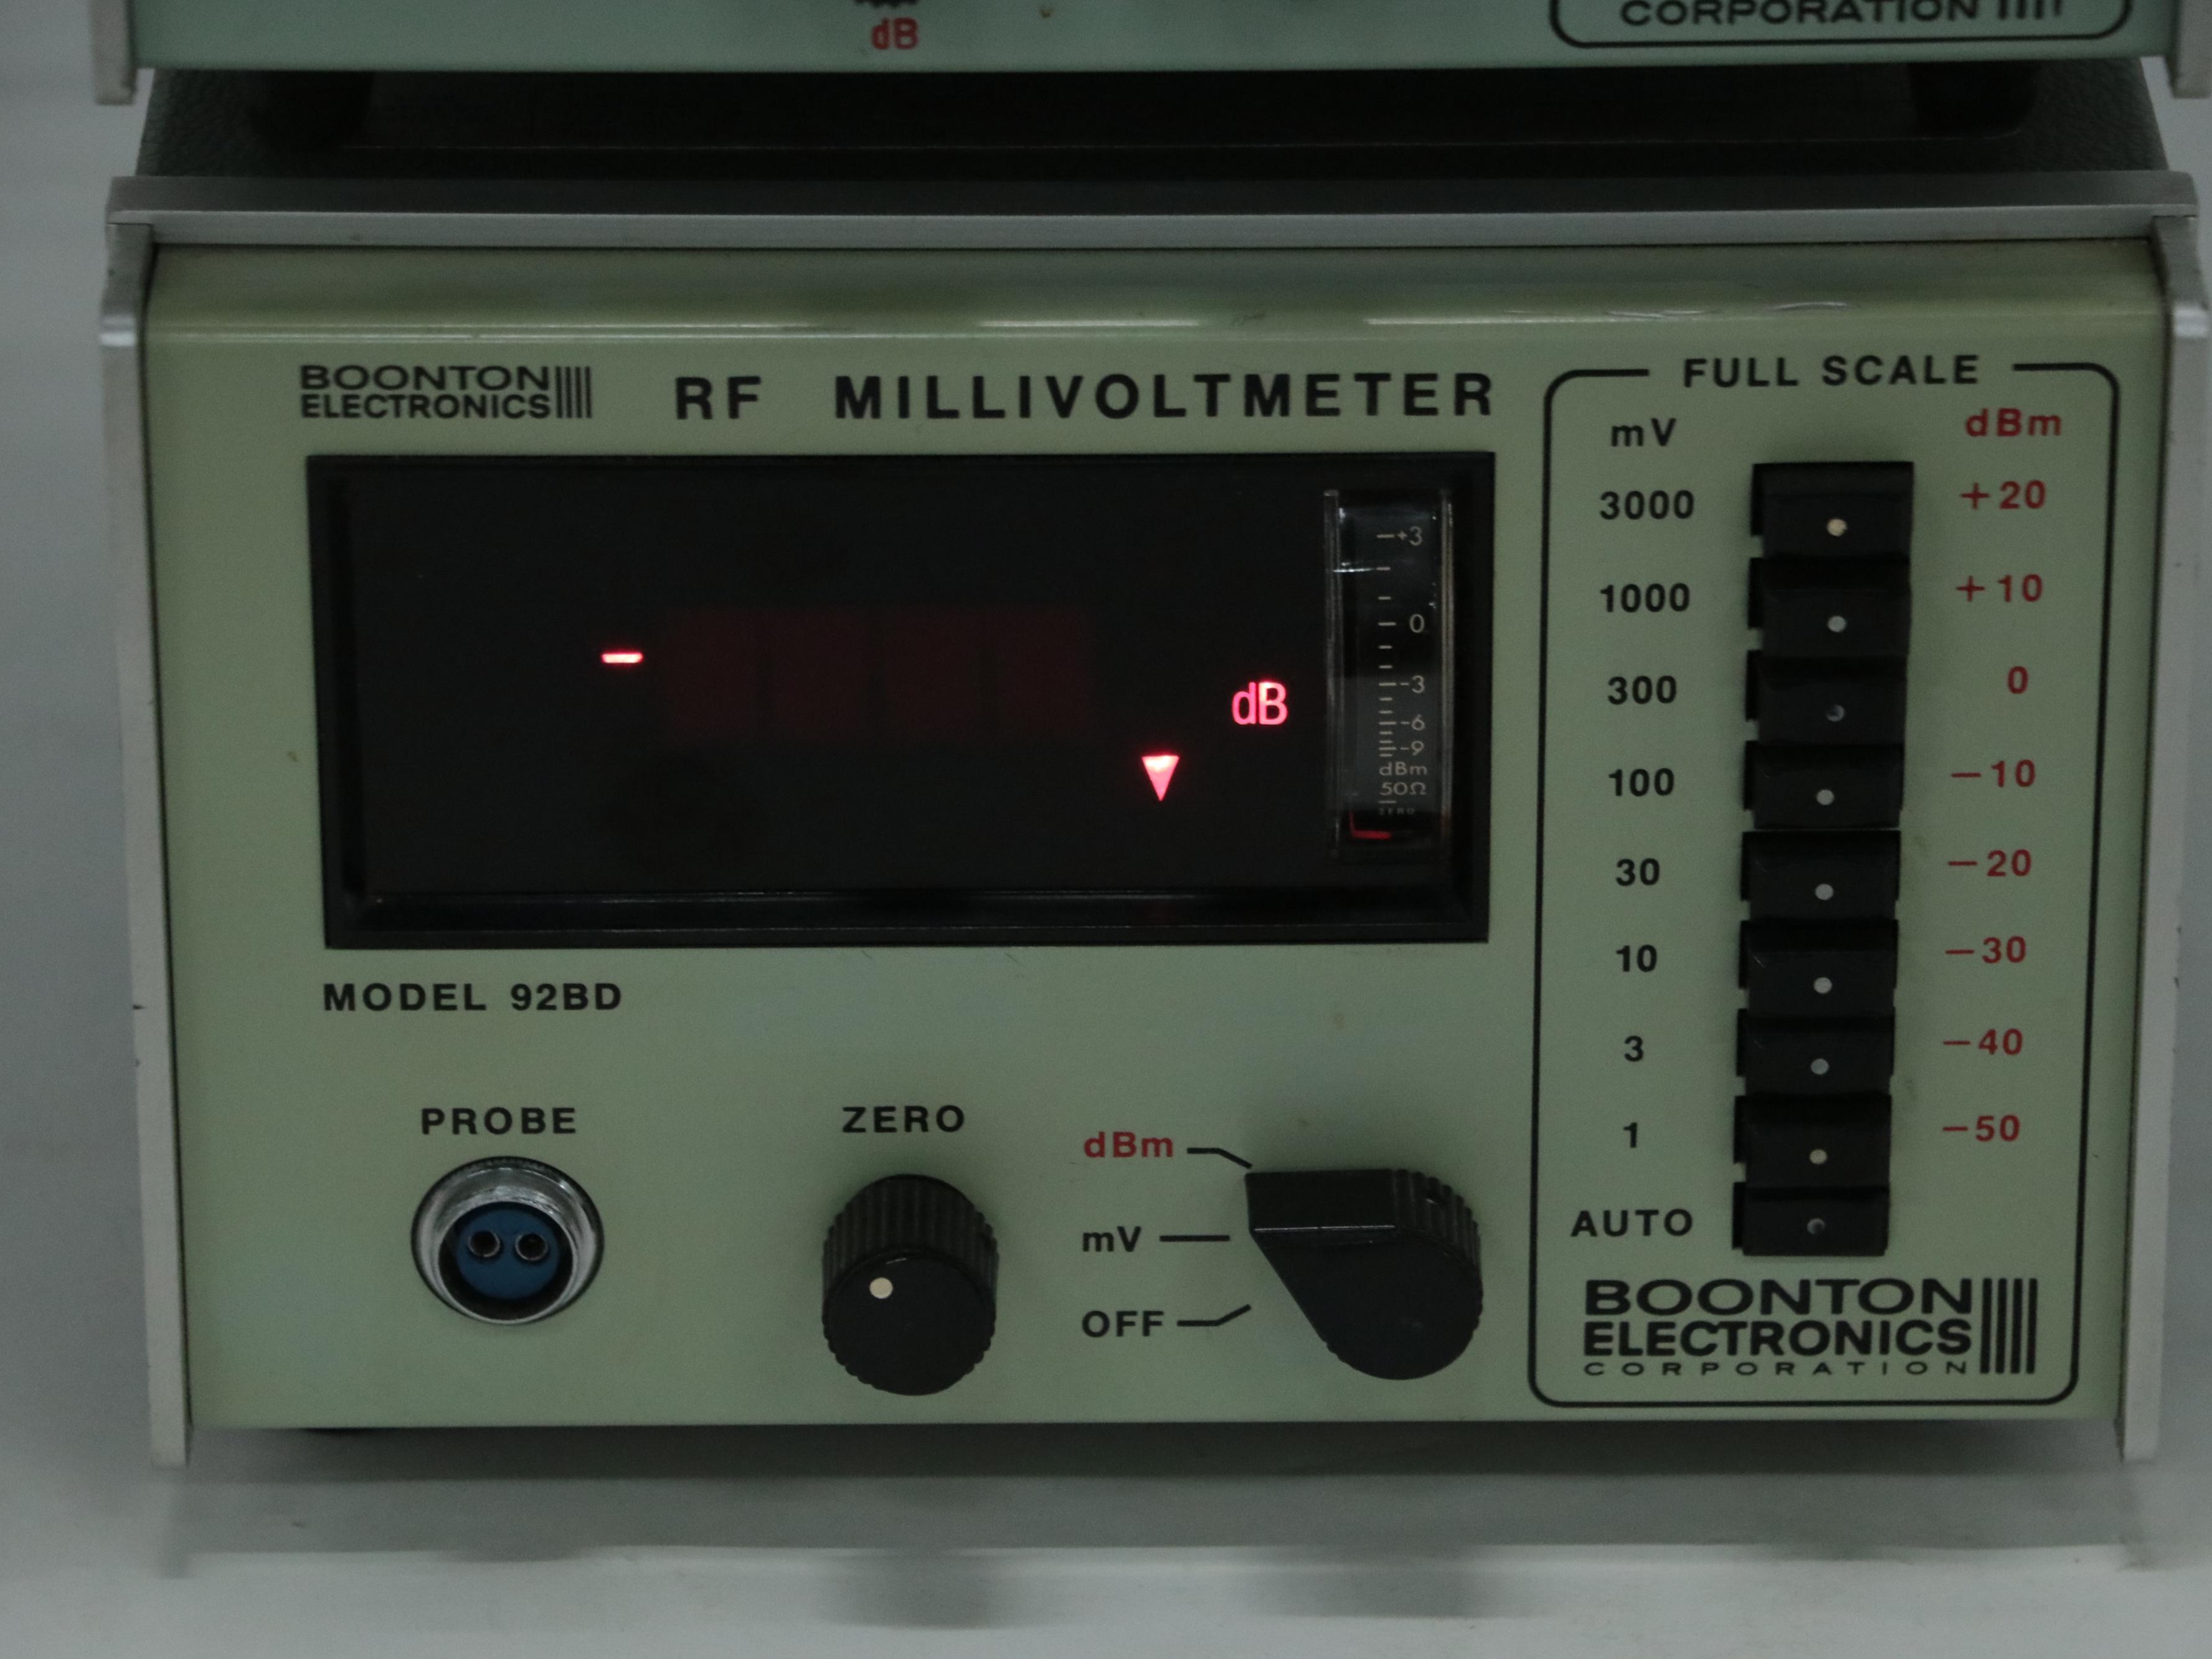 dB
CORPORATION
BOONTON
ELECTRONICS
RF MILLIVOLTMETER
FULL SCALE
mV dBm
3000 +20
1000 +10
300 0
100 −10
30 −20
10 −30
3 −40
1 −50
AUTO
BOONTON
ELECTRONICS
CORPORATION
−
dB
+3
0
-3
-6
-9
dBm
50Ω
ZERO
MODEL 92BD
PROBE
ZERO
dBm
mV
OFF